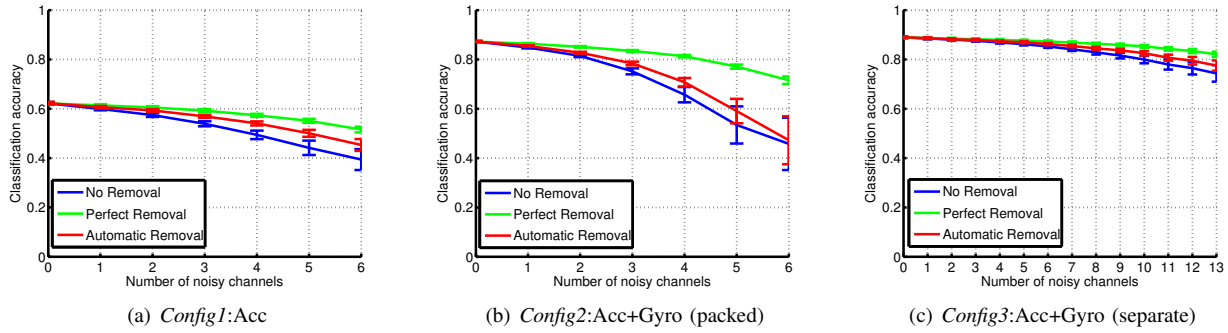 1
0.8
0.6
0.4
0.2
0
Classification accuracy
No Removal
Perfect Removal
Automatic Removal
0 1 2 3 4 5 6
Number of noisy channels
(a) Config1:Acc
1
0.8
0.6
0.4
0.2
0
Classification accuracy
No Removal
Perfect Removal
Automatic Removal
0 1 2 3 4 5 6
Number of noisy channels
(b) Config2:Acc+Gyro (packed)
1
0.8
0.6
0.4
0.2
0
Classification accuracy
No Removal
Perfect Removal
Automatic Removal
0 1 2 3 4 5 6 7 8 9 10 11 12 13
Number of noisy channels
(c) Config3:Acc+Gyro (separate)